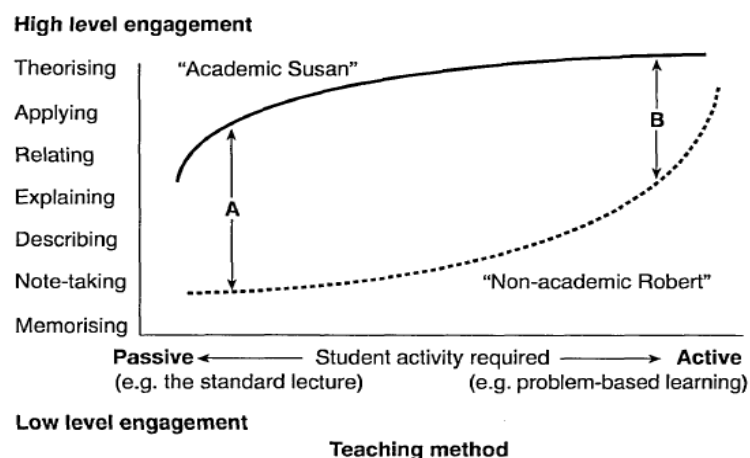 High level engagement
Theorising
"Academic Susan"
Applying
B
Relating
Explaining
A
Describing
Note-taking
"Non-academic Robert"
Memorising
Passive Student activity required Active
(e.g. the standard lecture) (e.g. problem-based learning)
Low level engagement
Teaching method